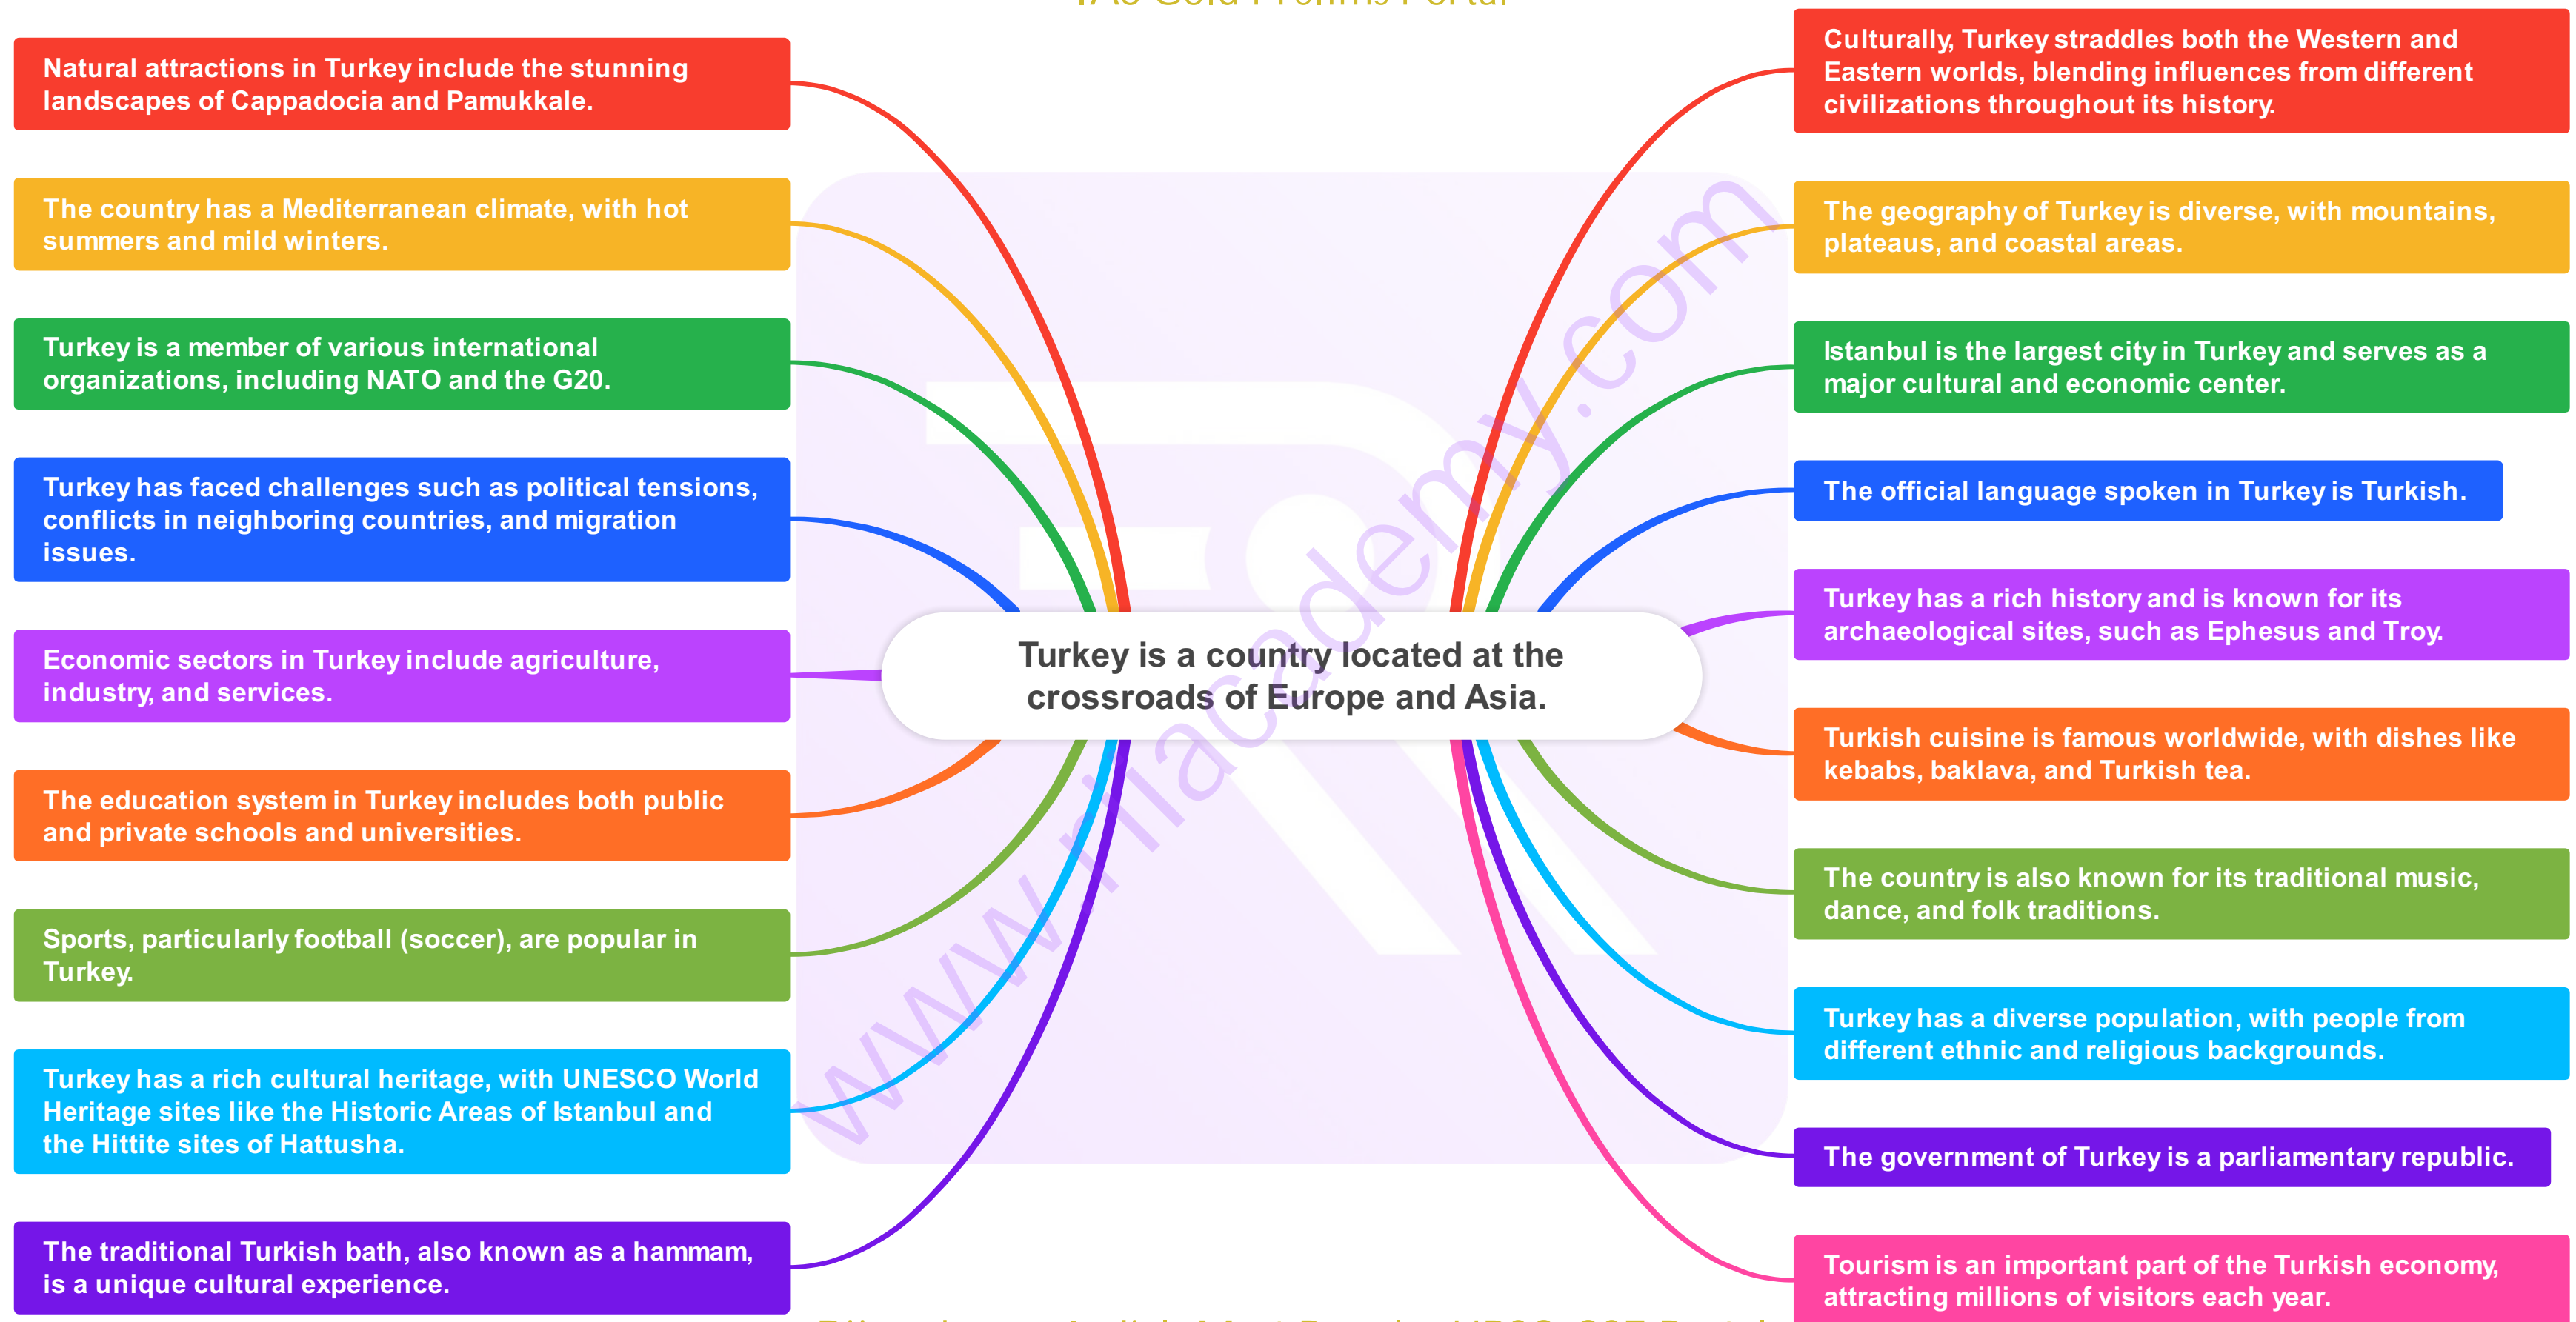 Natural attractions in Turkey include the stunning
landscapes of Cappadocia and Pamukkale.
The country has a Mediterranean climate, with hot
summers and mild winters.
Turkey is a member of various international
organizations, including NATO and the G20.
Turkey has faced challenges such as political tensions,
conflicts in neighboring countries, and migration
issues.
Economic sectors in Turkey include agriculture,
industry, and services.
The education system in Turkey includes both public
and private schools and universities.
Sports, particularly football (soccer), are popular in
Turkey.
Turkey has a rich cultural heritage, with UNESCO World
Heritage sites like the Historic Areas of Istanbul and
the Hittite sites of Hattusha.
The traditional Turkish bath, also known as a hammam,
is a unique cultural experience.
Turkey is a country located at the
crossroads of Europe and Asia.
Culturally, Turkey straddles both the Western and
Eastern worlds, blending influences from different
civilizations throughout its history.
The geography of Turkey is diverse, with mountains,
plateaus, and coastal areas.
Istanbul is the largest city in Turkey and serves as a
major cultural and economic center.
The official language spoken in Turkey is Turkish.
Turkey has a rich history and is known for its
archaeological sites, such as Ephesus and Troy.
Turkish cuisine is famous worldwide, with dishes like
kebabs, baklava, and Turkish tea.
The country is also known for its traditional music,
dance, and folk traditions.
Turkey has a diverse population, with people from
different ethnic and religious backgrounds.
The government of Turkey is a parliamentary republic.
Tourism is an important part of the Turkish economy,
attracting millions of visitors each year.